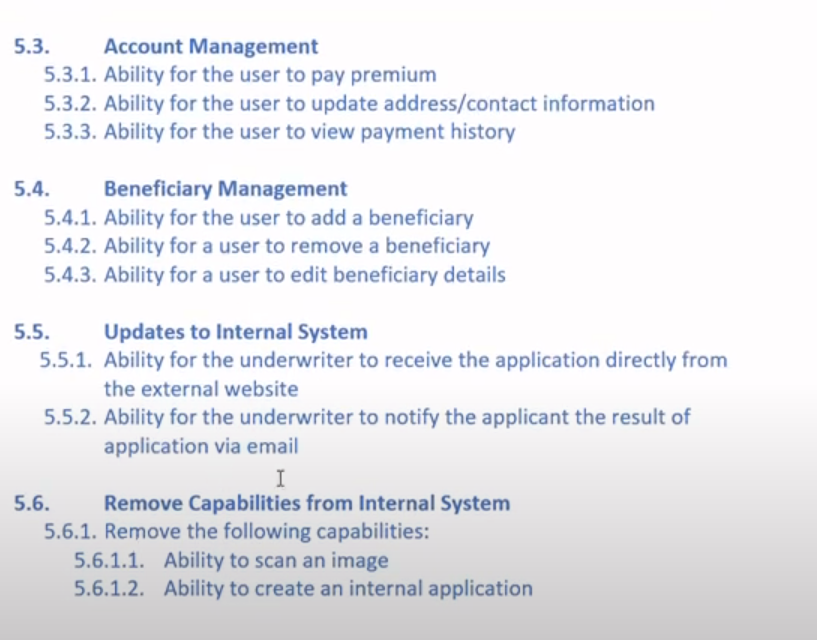 5.3. Account Management
5.3.1. Ability for the user to pay premium
5.3.2. Ability for the user to update address/contact information
5.3.3. Ability for the user to view payment history
5.4. Beneficiary Management
5.4.1. Ability for the user to add a beneficiary
5.4.2. Ability for a user to remove a beneficiary
5.4.3. Ability for a user to edit beneficiary details
5.5. Updates to Internal System
5.5.1. Ability for the underwriter to receive the application directly from
the external website
5.5.2. Ability for the underwriter to notify the applicant the result of
application via email
5.6. Remove Capabilities from Internal System
5.6.1. Remove the following capabilities:
5.6.1.1. Ability to scan an image
5.6.1.2. Ability to create an internal application